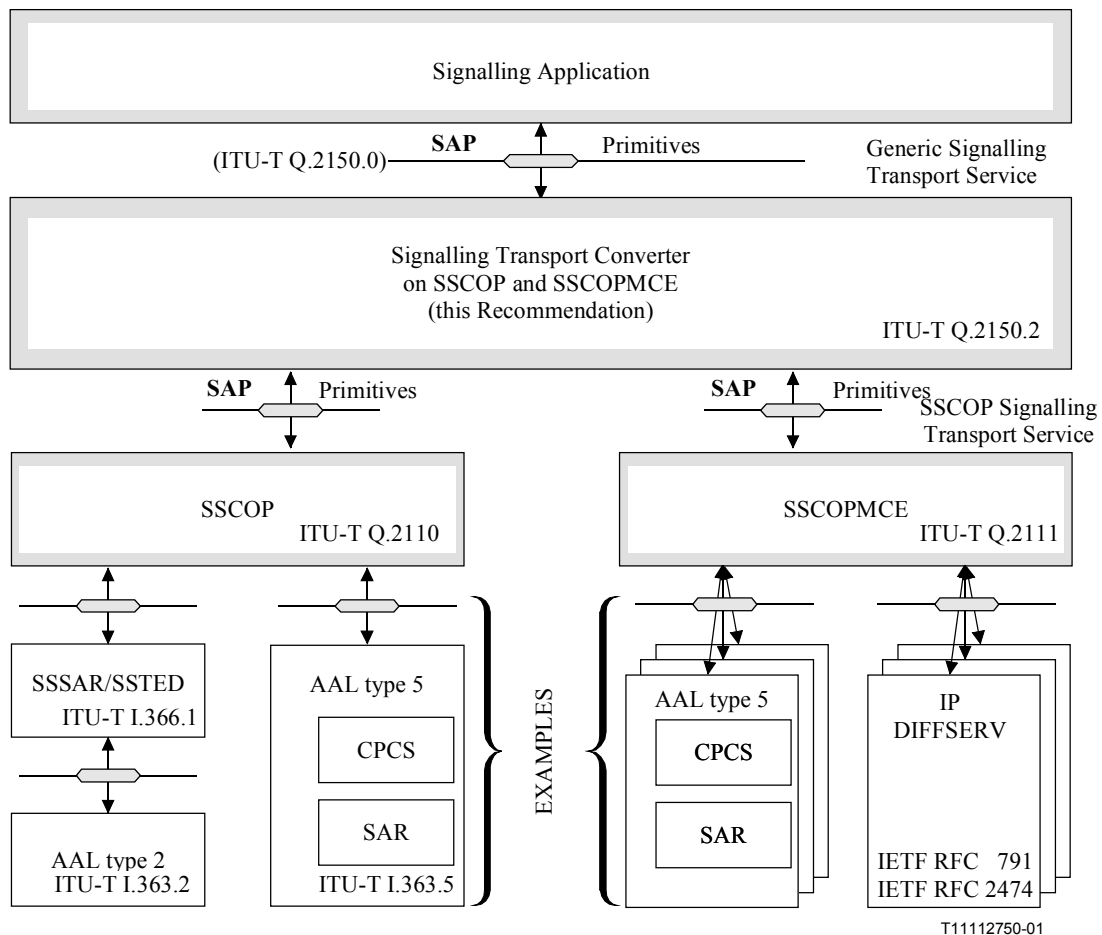 Signalling Application
SAP
Primitives
(ITU-T Q.2150.0)
Generic Signalling
Transport Service
Signalling Transport Converter
on SSCOP and SSCOPMCE
(this Recommendation)
ITU-T Q.2150.2
SAP
Primitives
SAP
Primitives
SSCOP Signalling
Transport Service
SSCOP
ITU-T Q.2110
SSCOPMCE
ITU-T Q.2111
SSSAR/SSTED
ITU-T I.366.1
AAL type 2
ITU-T I.363.2
AAL type 5
CPCS
SAR
ITU-T I.363.5
EXAMPLES
AAL type 5
CPCS
SAR
IP
DIFFSERV
IETF RFC 791
IETF RFC 2474
T11112750-01